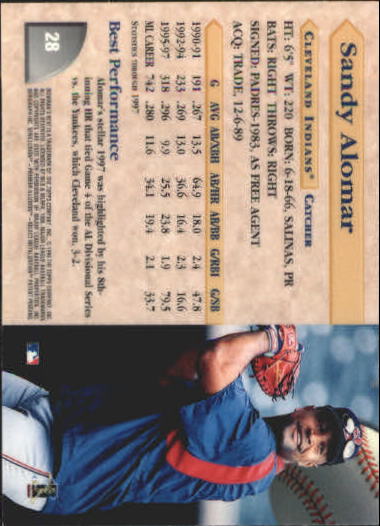 Sandy Alomar
CLEVELAND INDIANS® CATCHER
HT: 6'5" WT: 220 BORN: 6-18-66, SALINAS, PR
BATS: RIGHT THROWS: RIGHT
SIGNED: PADRES-1983, AS FREE AGENT
ACQ: TRADE, 12-6-89
G AVG AB/XBH AB/HR AB/BB G/RBI G/SB
1990-91 191 .267 13.5 64.9 18.0 2.4 47.8
1992-94 233 .269 13.0 36.6 16.4 2.3 16.6
1995-97 318 .296 9.9 25.5 23.8 1.9 79.5
ML CAREER 742 .280 11.6 34.1 19.4 2.1 33.7
STATISTICS THROUGH 1997
Best Performance
Alomar's stellar 1997 was highlighted by his 8th-
inning HR that tied Game 4 of the AL Divisional Series
vs. the Yankees, which Cleveland won, 3-2.
28